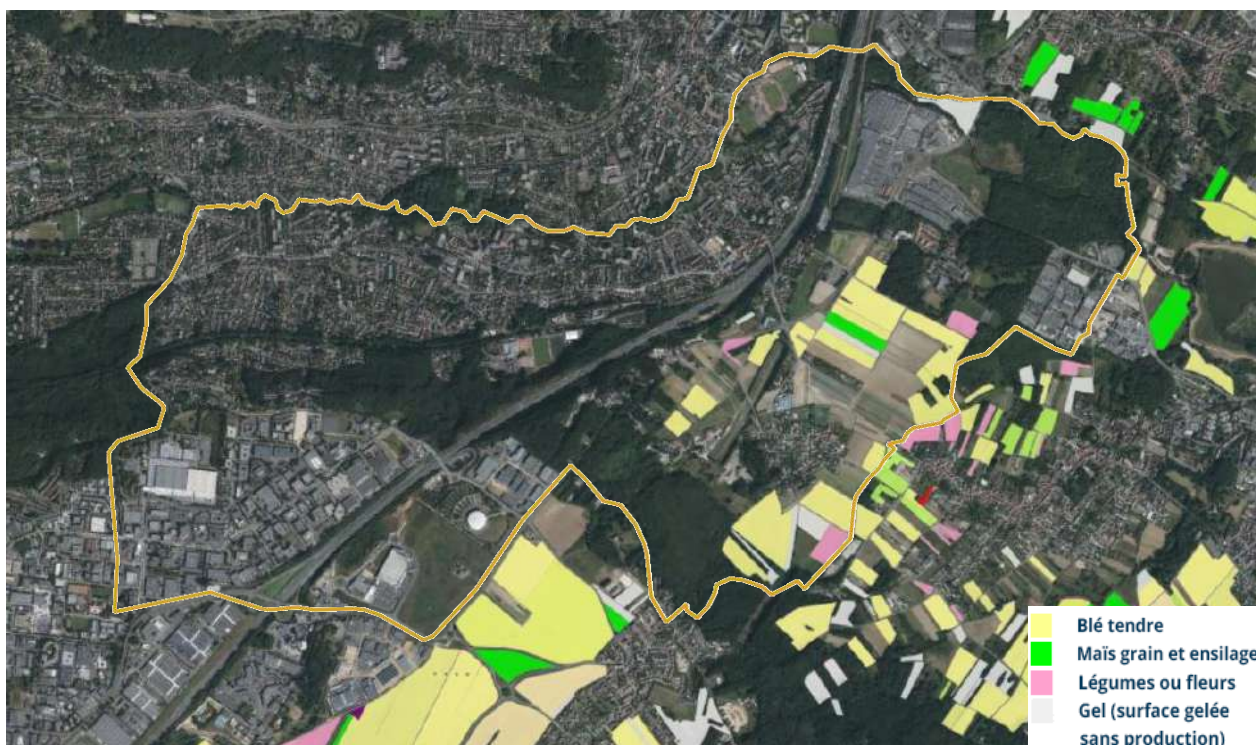 Blé tendre
Maïs grain et ensilage
Légumes ou fleurs
Gel (surface gelée
sans production)